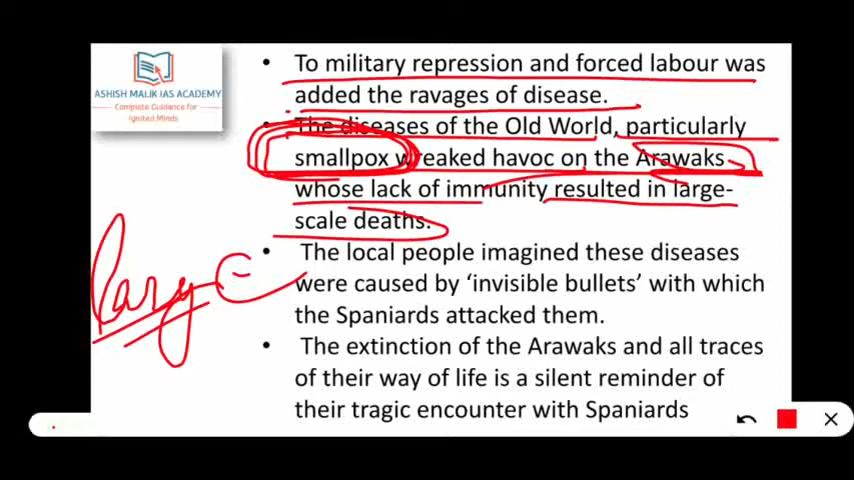 ASHISH MALIK IAS ACADEMY
Complete Guidance for
Ignited Minds
• To military repression and forced labour was
added the ravages of disease.
• The diseases of the Old World, particularly
smallpox wreaked havoc on the Arawaks
whose lack of immunity resulted in large-
scale deaths.
• The local people imagined these diseases
were caused by ‘invisible bullets’ with which
the Spaniards attacked them.
• The extinction of the Arawaks and all traces
of their way of life is a silent reminder of
their tragic encounter with Spaniards